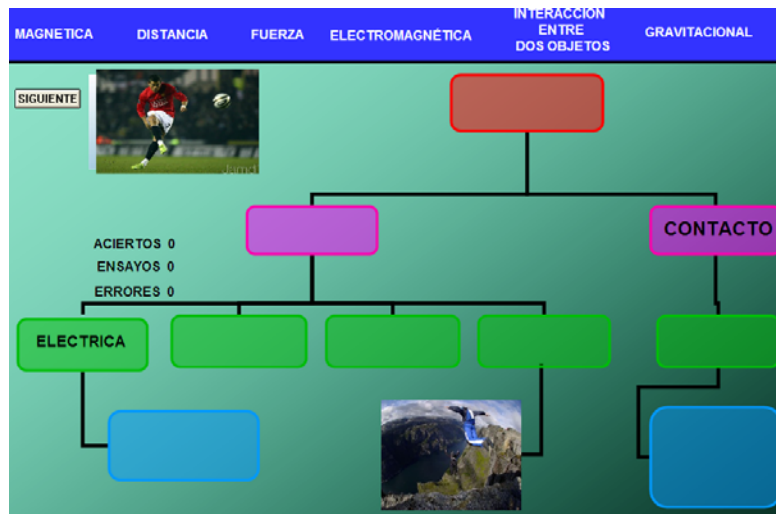 MAGNETICA
DISTANCIA
FUERZA
ELECTROMAGNÉTICA
INTERACCION
ENTRE
DOS OBJETOS
GRAVITACIONAL
SIGUIENTE
CONTACTO
ACIERTOS 0
ENSAYOS 0
ERRORES 0
ELECTRICA